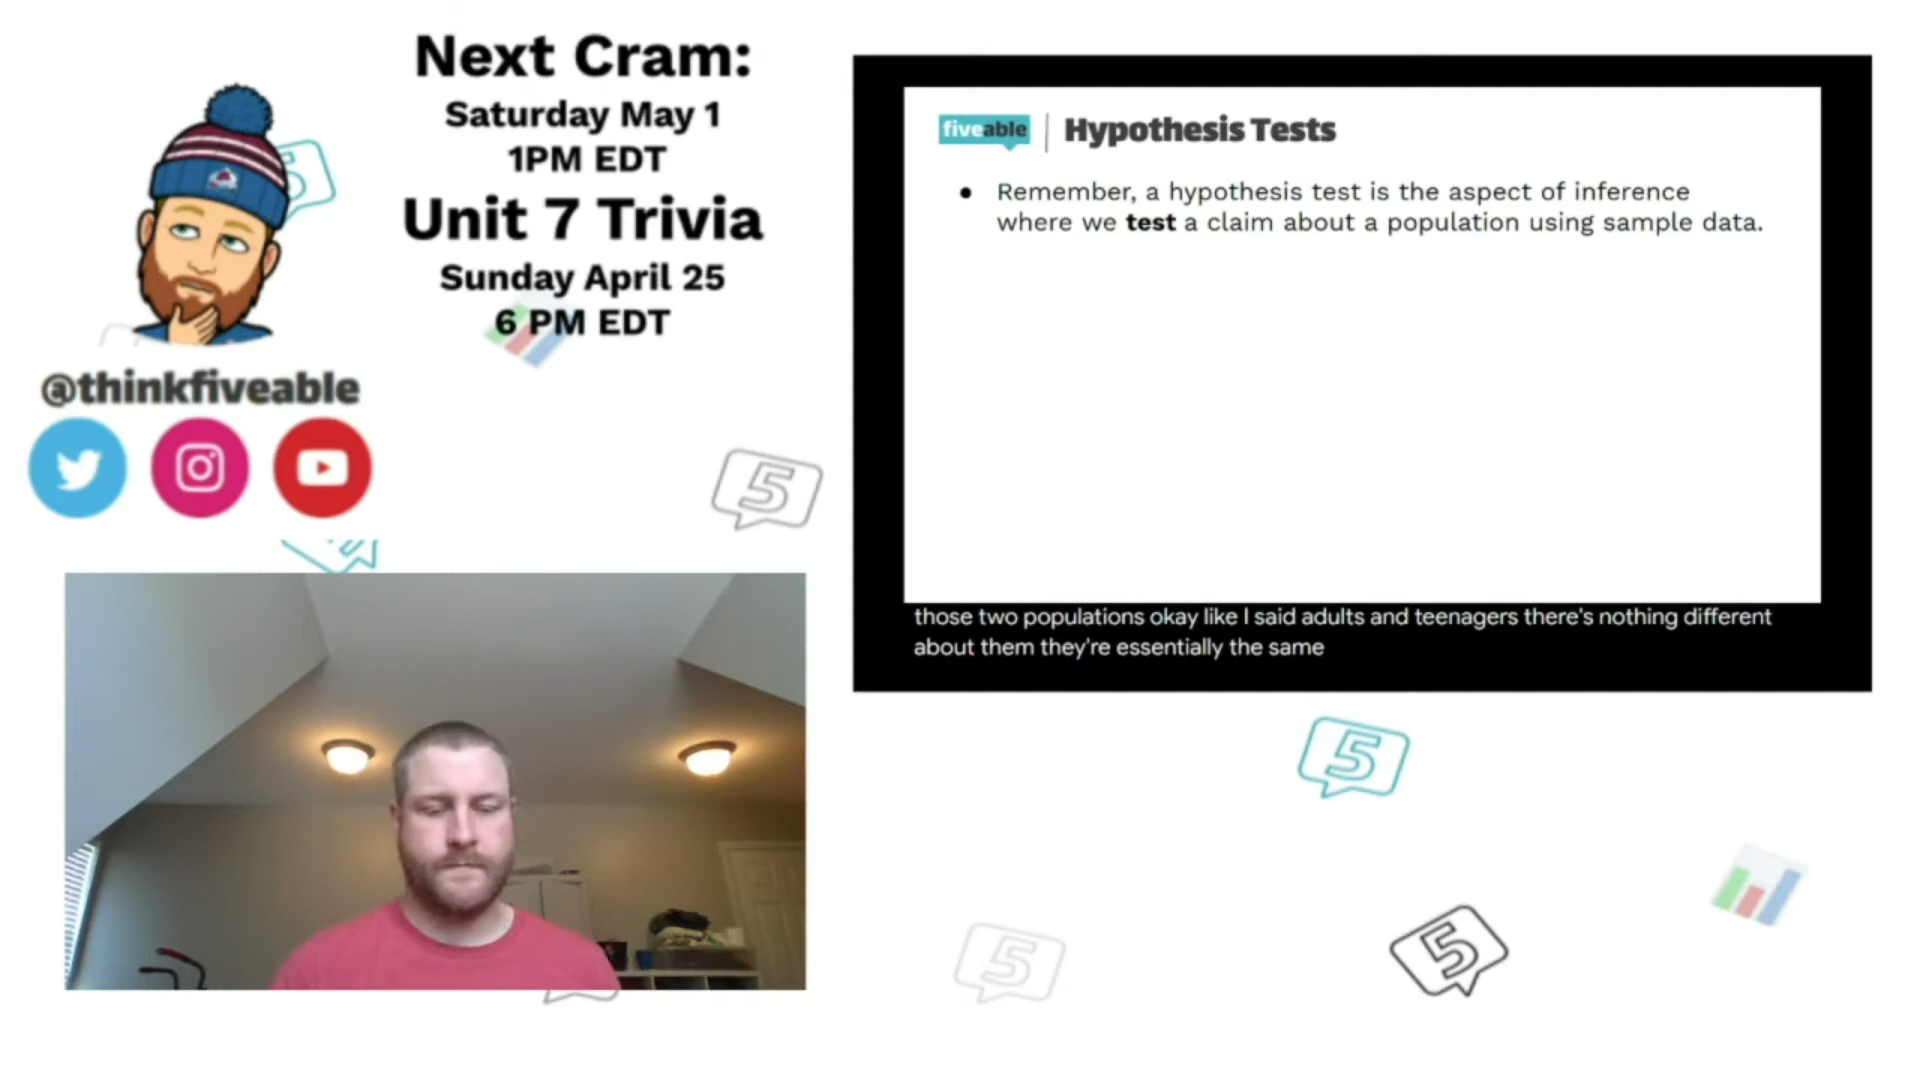 Next Cram:
Saturday May 1
1PM EDT
Unit 7 Trivia
Sunday April 25
6 PM EDT
@thinkfiveable
fiveable
Hypothesis Tests
● Remember, a hypothesis test is the aspect of inference
where we test a claim about a population using sample data.
those two populations okay like I said adults and teenagers there's nothing different
about them they're essentially the same
5
5
5
5
5